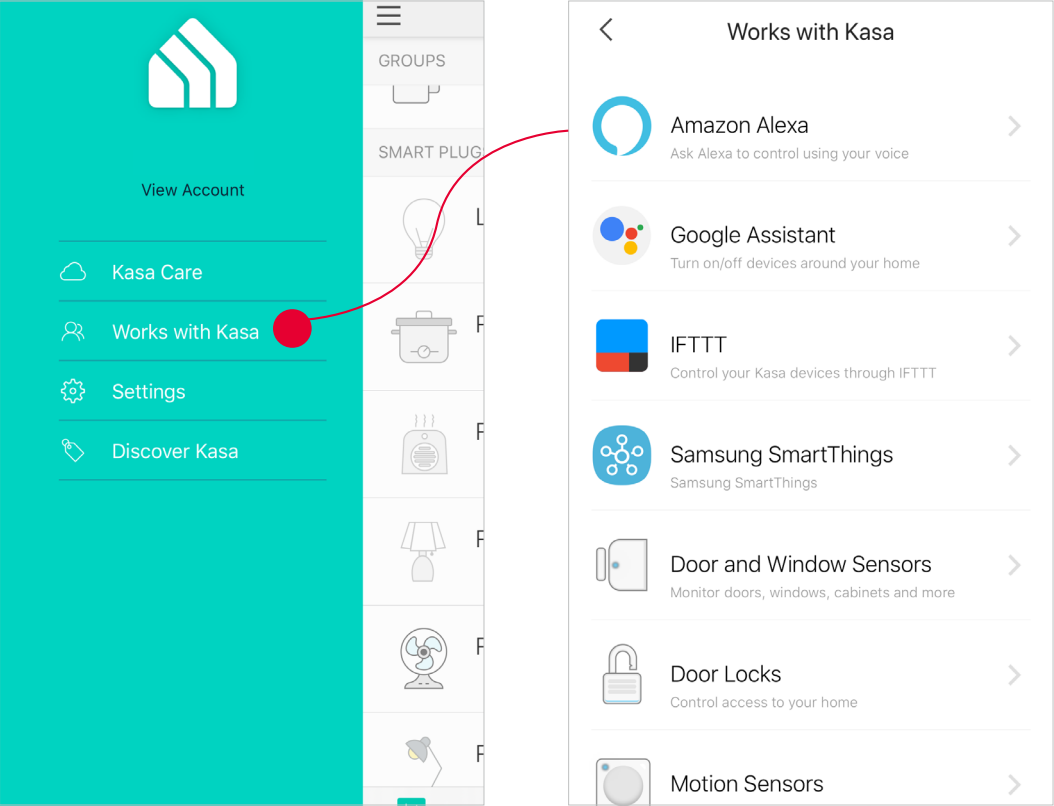 View Account
Kasa Care
Works with Kasa
Settings
Discover Kasa
GROUPS
SMART PLUG
L
Works with Kasa
Amazon Alexa
Ask Alexa to control using your voice
Google Assistant
Turn on/off devices around your home
IFTTT
Control your Kasa devices through IFTTT
Samsung SmartThings
Samsung SmartThings
Door and Window Sensors
Monitor doors, windows, cabinets and more
Door Locks
Control access to your home
Motion Sensors